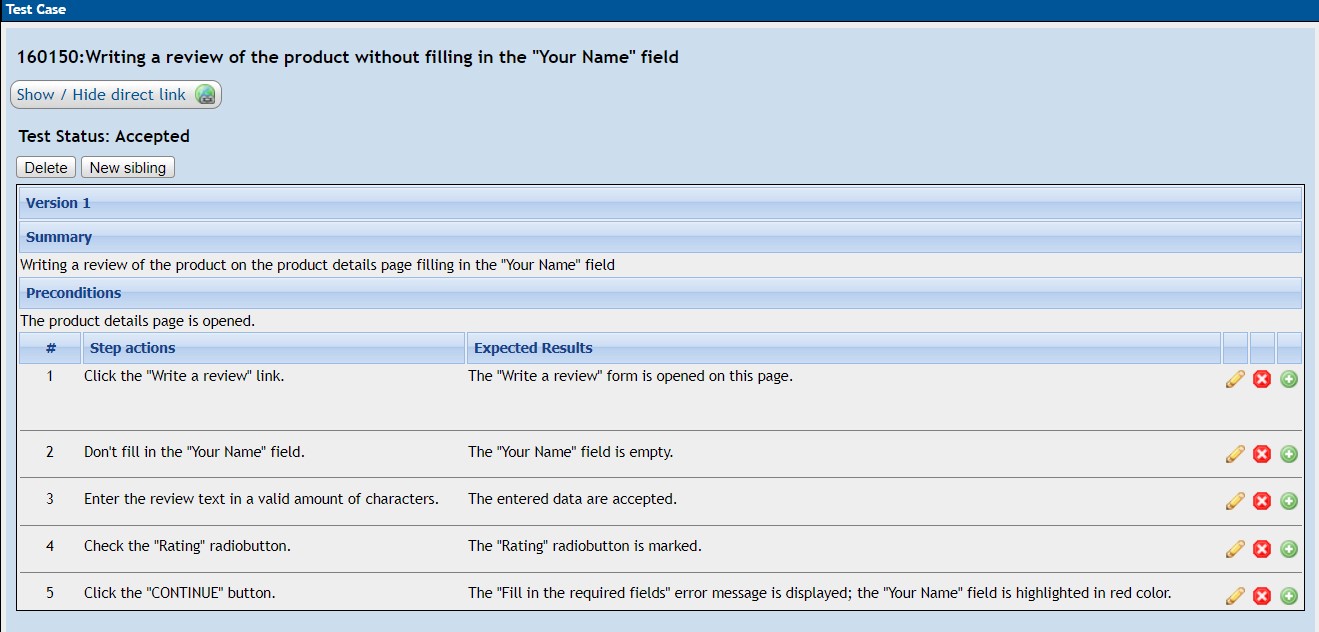 Test Case
160150:Writing a review of the product without filling in the "Your Name" field
Show / Hide direct link
Test Status: Accepted
Delete New sibling
Version 1
Summary
Writing a review of the product on the product details page filling in the "Your Name" field
Preconditions
The product details page is opened.
# Step actions Expected Results
1 Click the "Write a review" link. The "Write a review" form is opened on this page.
2 Don't fill in the "Your Name" field. The "Your Name" field is empty.
3 Enter the review text in a valid amount of characters. The entered data are accepted.
4 Check the "Rating" radiobutton. The "Rating" radiobutton is marked.
5 Click the "CONTINUE" button. The "Fill in the required fields" error message is displayed; the "Your Name" field is highlighted in red color.